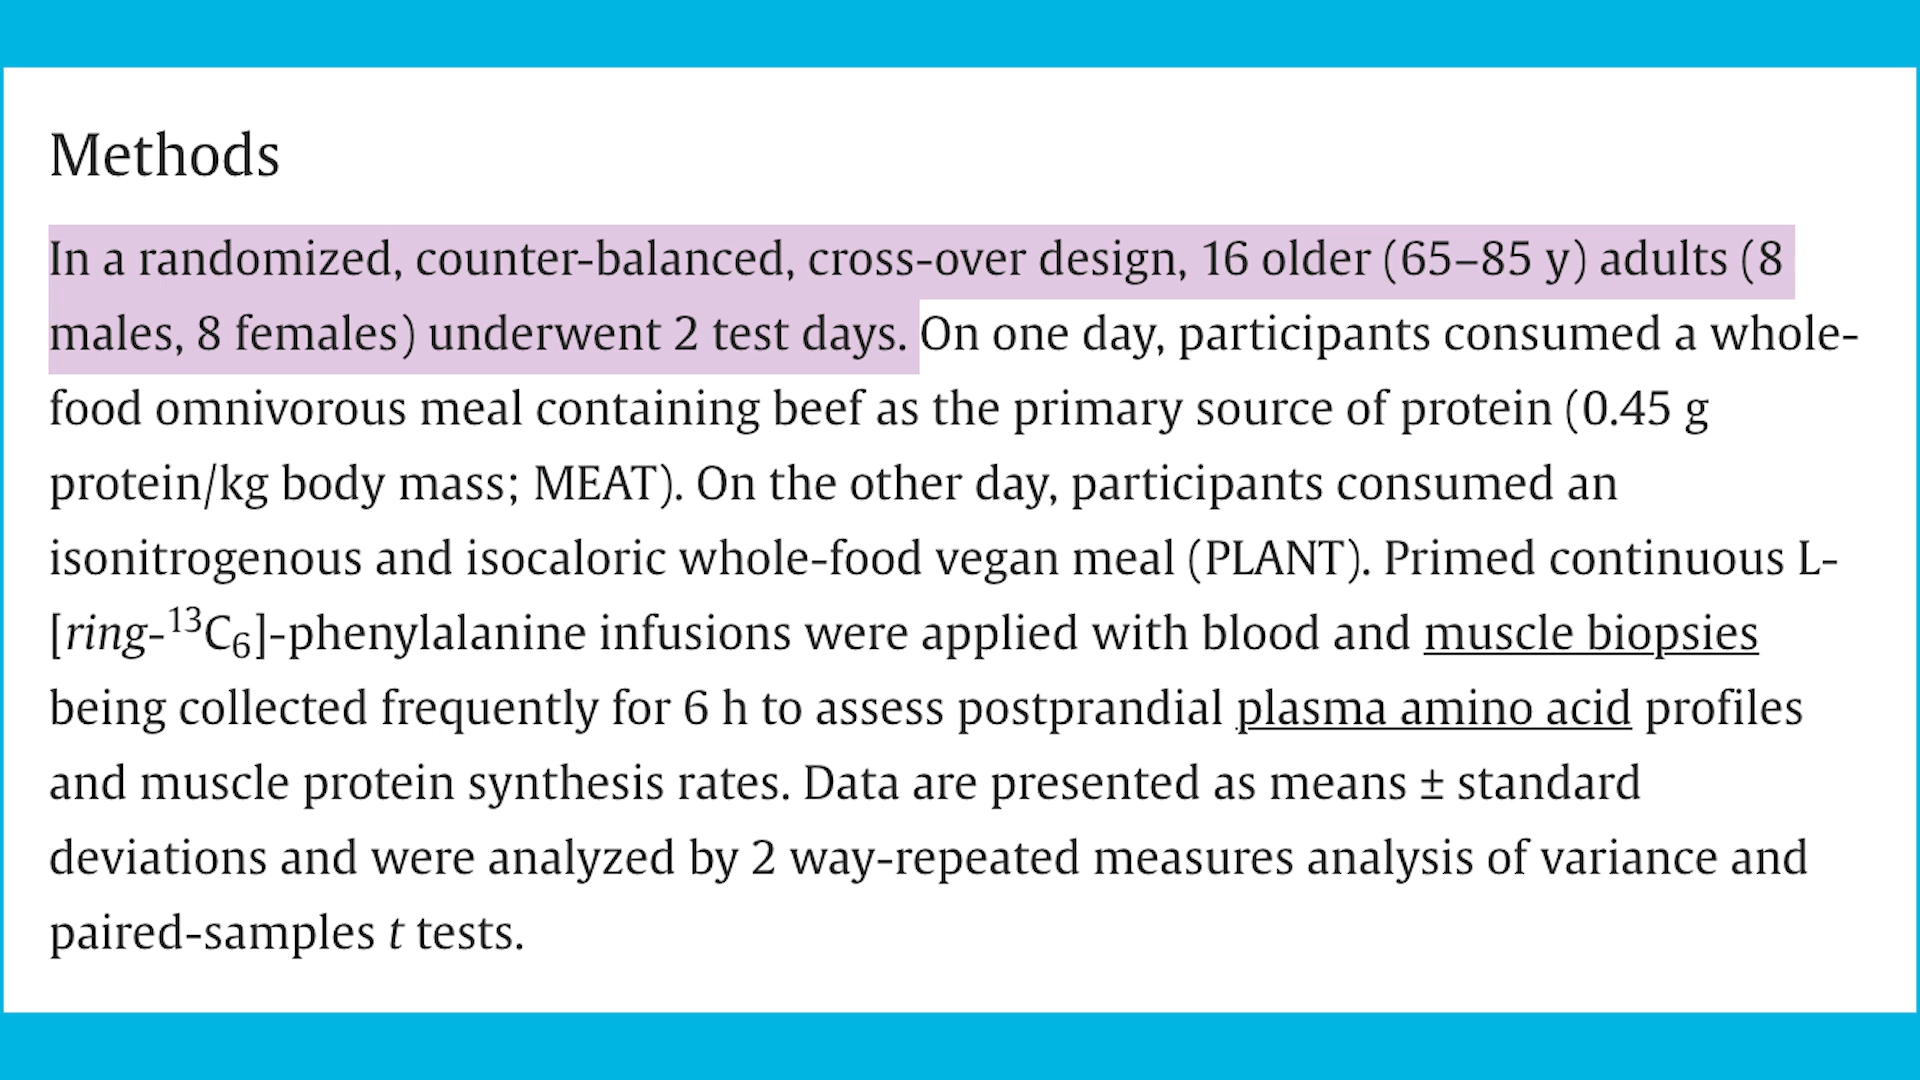 Methods
In a randomized, counter-balanced, cross-over design, 16 older (65–85 y) adults (8
males, 8 females) underwent 2 test days. On one day, participants consumed a whole-
food omnivorous meal containing beef as the primary source of protein (0.45 g
protein/kg body mass; MEAT). On the other day, participants consumed an
isonitrogenous and isocaloric whole-food vegan meal (PLANT). Primed continuous L-
[ring-¹³C₆]-phenylalanine infusions were applied with blood and muscle biopsies
being collected frequently for 6 h to assess postprandial plasma amino acid profiles
and muscle protein synthesis rates. Data are presented as means ± standard
deviations and were analyzed by 2 way-repeated measures analysis of variance and
paired-samples t tests.